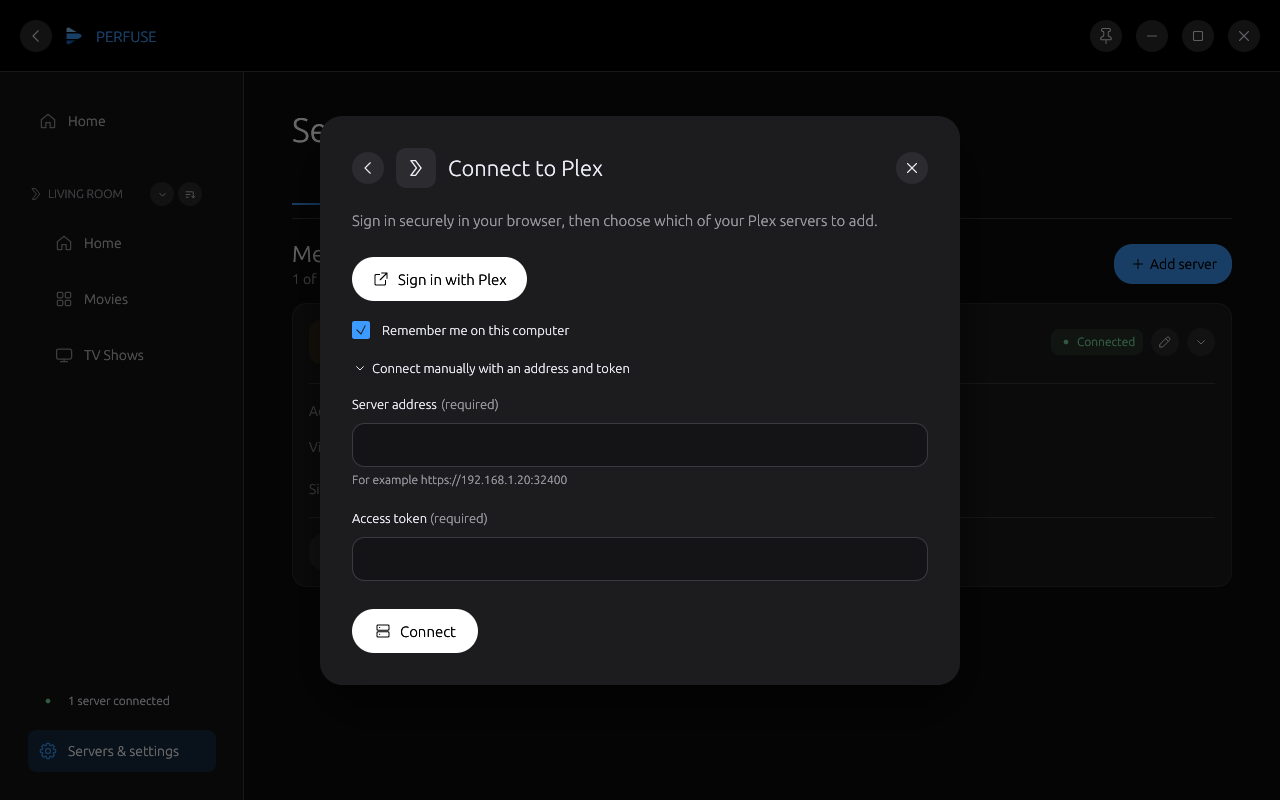 PERFUSE
Home
LIVING ROOM
Home
Movies
TV Shows
1 server connected
Servers & settings
1 of
Add server
Connected
Connect to Plex
Sign in securely in your browser, then choose which of your Plex servers to add.
Sign in with Plex
Remember me on this computer
Connect manually with an address and token
Server address (required)
For example https://192.168.1.20:32400
Access token (required)
Connect